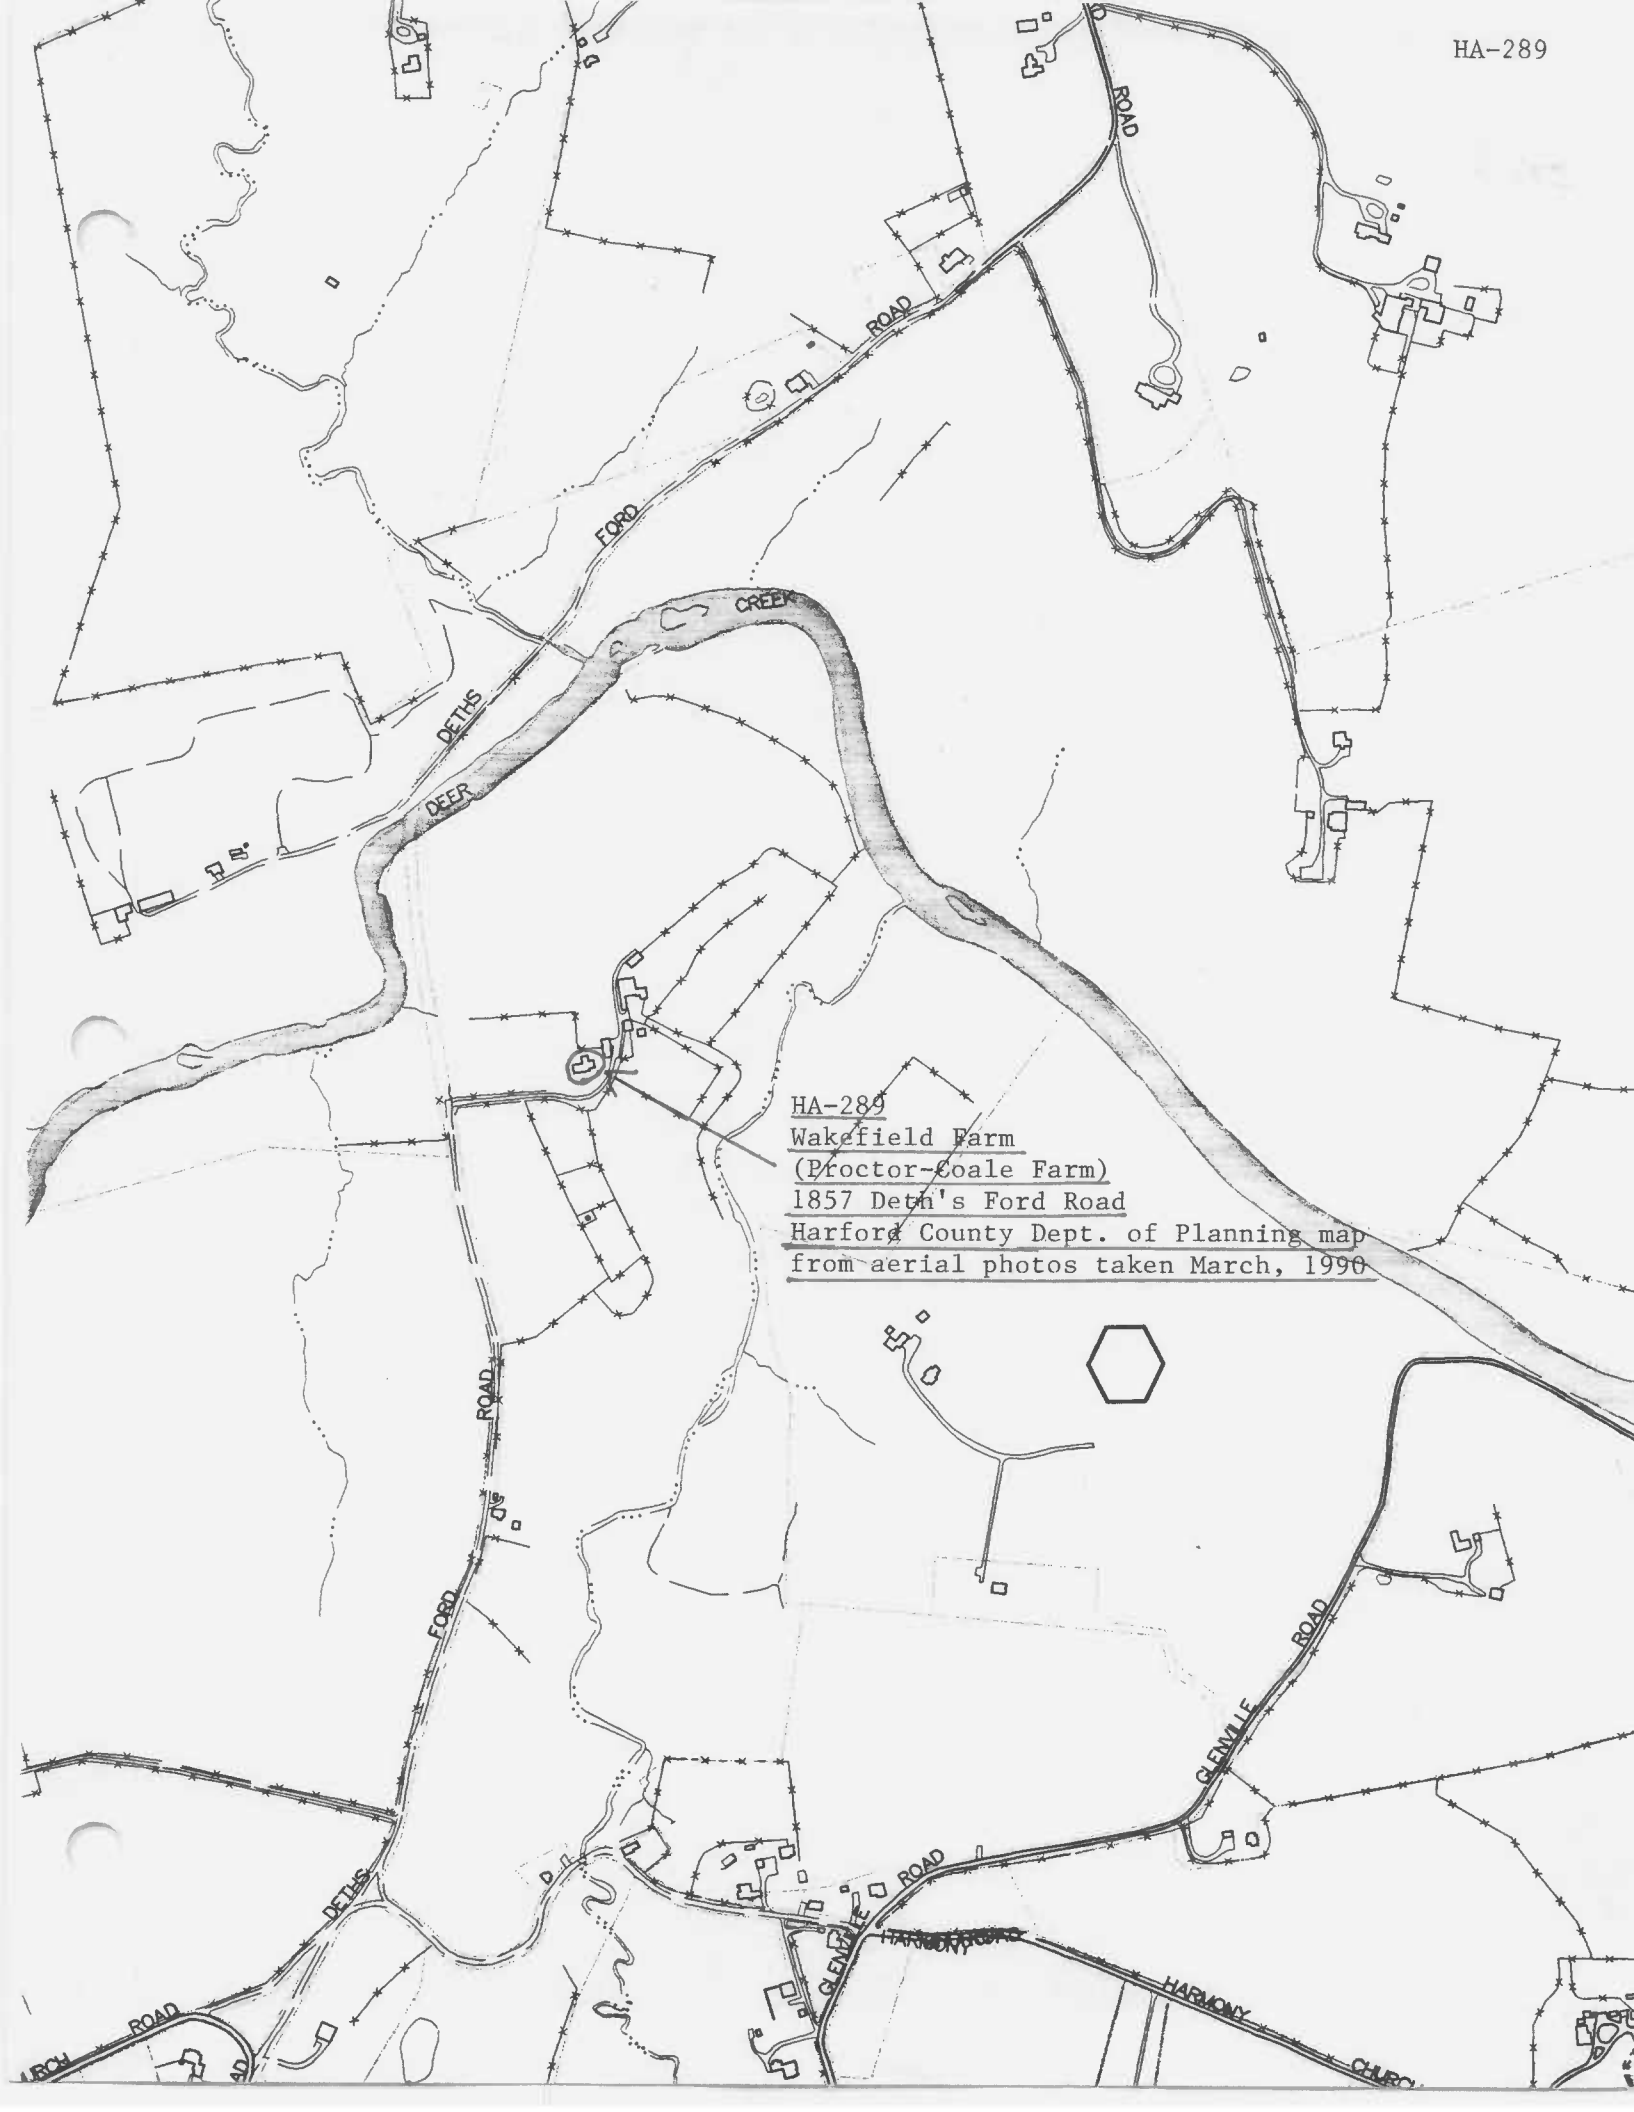 HA-289
ROAD
ROAD
FORD
CREEK
DETHS
DEER
HA-289
Wakefield Farm
(Proctor-Coale Farm)
1857 Deth's Ford Road
Harford County Dept. of Planning map
from aerial photos taken March, 1990
ROAD
FORD
ROAD
GLENVILLE
ROAD
DETHS
GLENVILLE
HARMONY
ROAD
URCH
AD
CHURCH